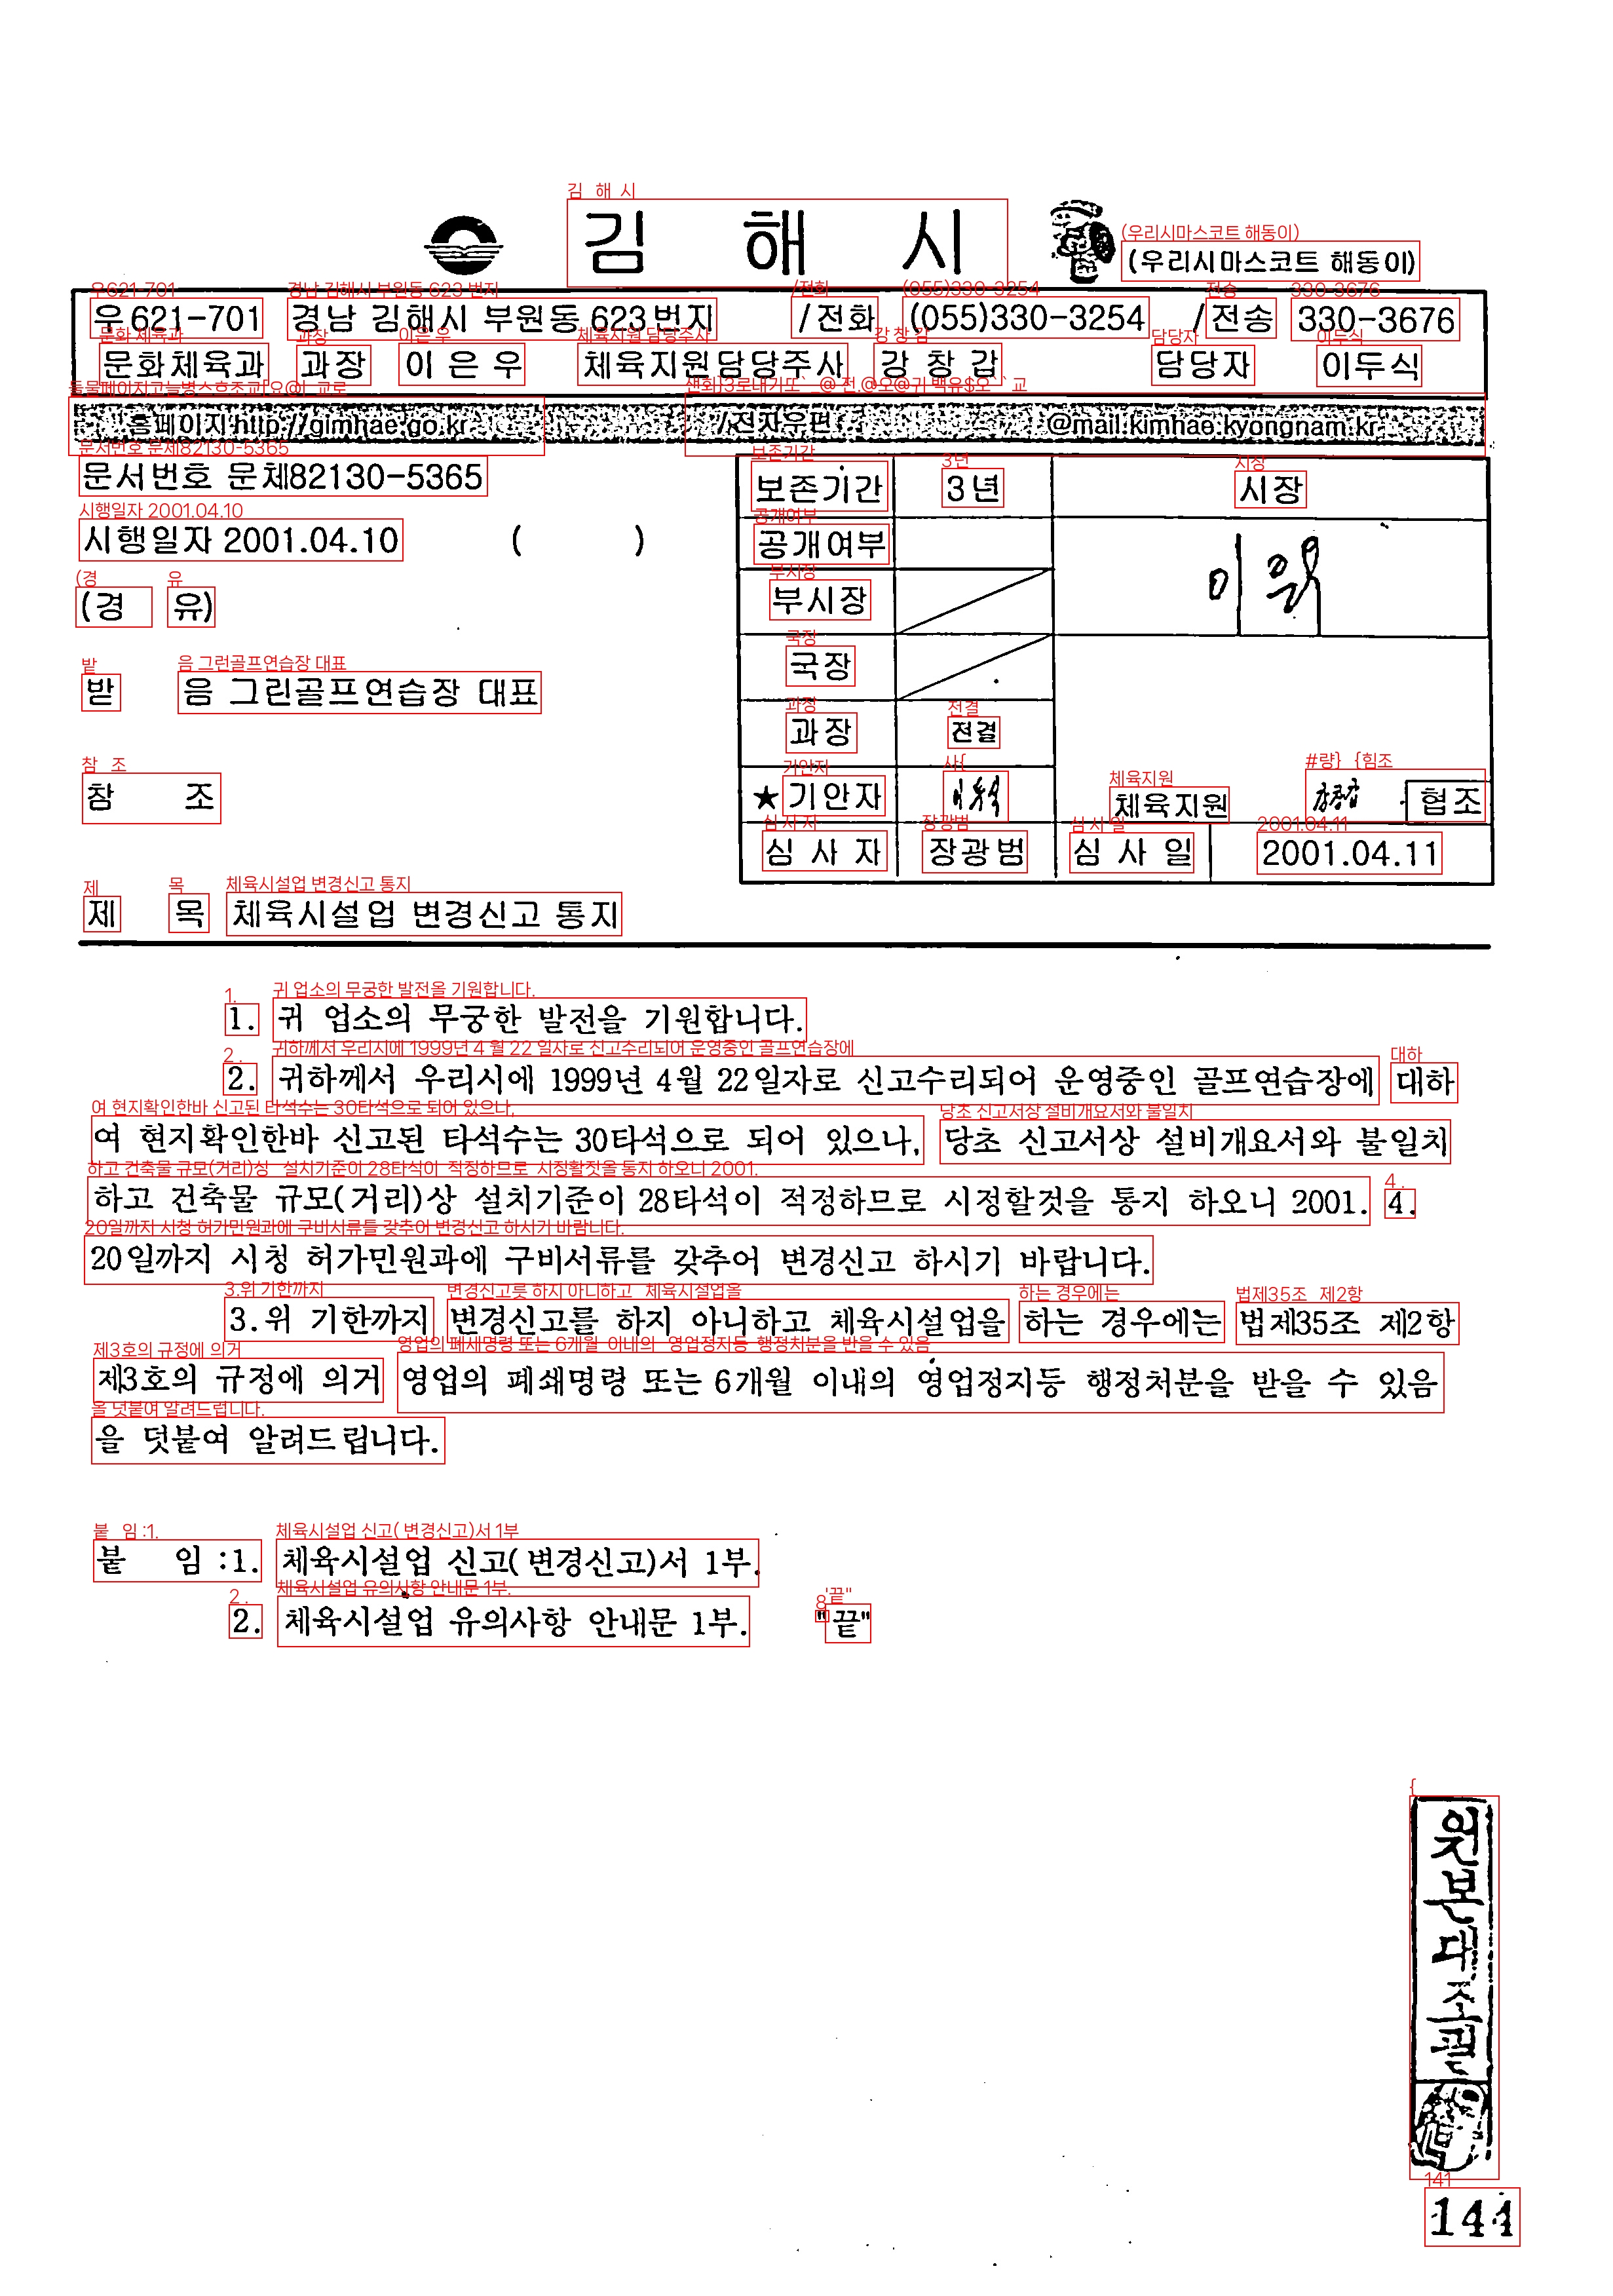 김 해 시 (우리시마스코트 해동이)
우 621-701 경남 김해시 부원동 623 번지 /전화 (055)330-3254 /전송 330-3676
문화체육과 과장 이 은 우 체육지원담당주사 강 창 갑 담당자 이두식
홈페이지 http://gimhae.go.kr /전자우편 @mail.kimhae.kyongnam.kr
문서번호 문체82130-5365
시행일자 2001.04.10 ( )
(경 유)
받 음 그린골프연습장 대표
참 조
보존기간 3년 시장
공개여부
부시장
국장
과장 전결
★ 기안자 체육지원 협조
심 사 자 장광범 심 사 일 2001.04.11
제 목 체육시설업 변경신고 통지
1. 귀 업소의 무궁한 발전을 기원합니다.
2. 귀하께서 우리시에 1999년 4월 22일자로 신고수리되어 운영중인 골프연습장에 대하
여 현지확인한바 신고된 타석수는 30타석으로 되어 있으나, 당초 신고서상 설비개요서와 불일치
하고 건축물 규모(거리)상 설치기준이 28타석이 적정하므로 시정할것을 통지 하오니 2001. 4.
20일까지 시청 허가민원과에 구비서류를 갖추어 변경신고 하시기 바랍니다.
3.위 기한까지 변경신고를 하지 아니하고 체육시설업을 하는 경우에는 법제35조 제2항
제3호의 규정에 의거 영업의 폐쇄명령 또는 6개월 이내의 영업정지등 행정처분을 받을 수 있음
을 덧붙여 알려드립니다.
붙 임 :1. 체육시설업 신고(변경신고)서 1부.
2. 체육시설업 유의사항 안내문 1부. "끝"
원본대조필
141